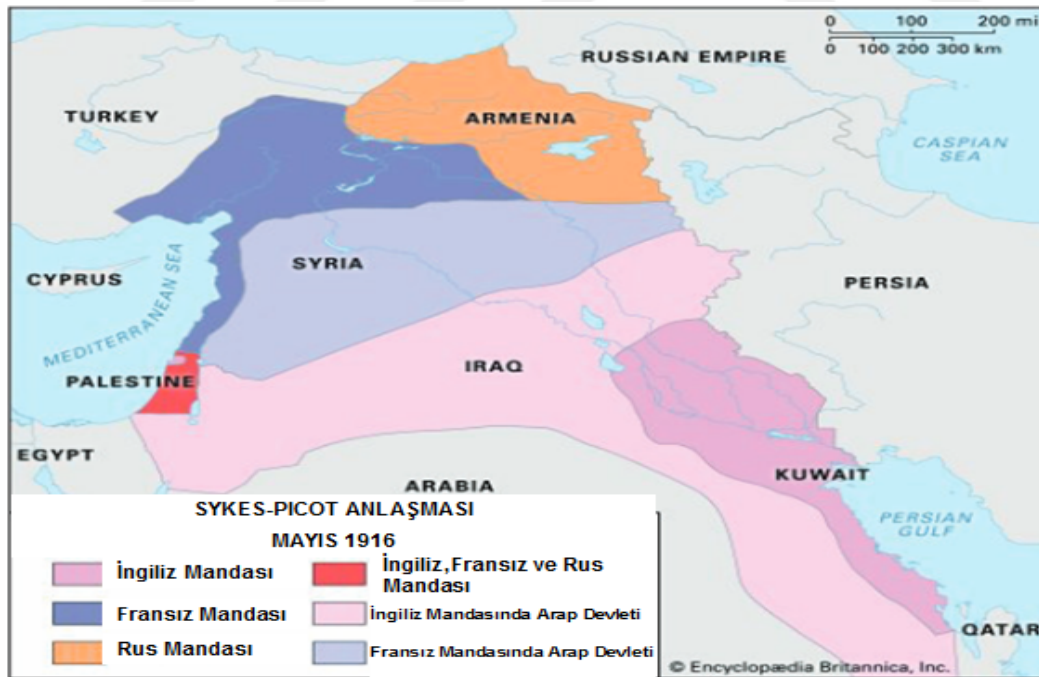 0 100 200 mi
0 100 200 300 km
RUSSIAN EMPIRE
TURKEY
ARMENIA
CASPIAN
SEA
SYRIA
CYPRUS
MEDITERRANEAN SEA
PERSIA
IRAQ
PALESTINE
EGYPT
KUWAIT
ARABIA
PERSIAN
GULF
QATAR
SYKES-PICOT ANLAŞMASI
MAYIS 1916
İngiliz Mandası
İngiliz,Fransız ve Rus
Mandası
Fransız Mandası
İngiliz Mandasında Arap Devleti
Rus Mandası
Fransız Mandasında Arap Devleti
© Encyclopædia Britannica, Inc.